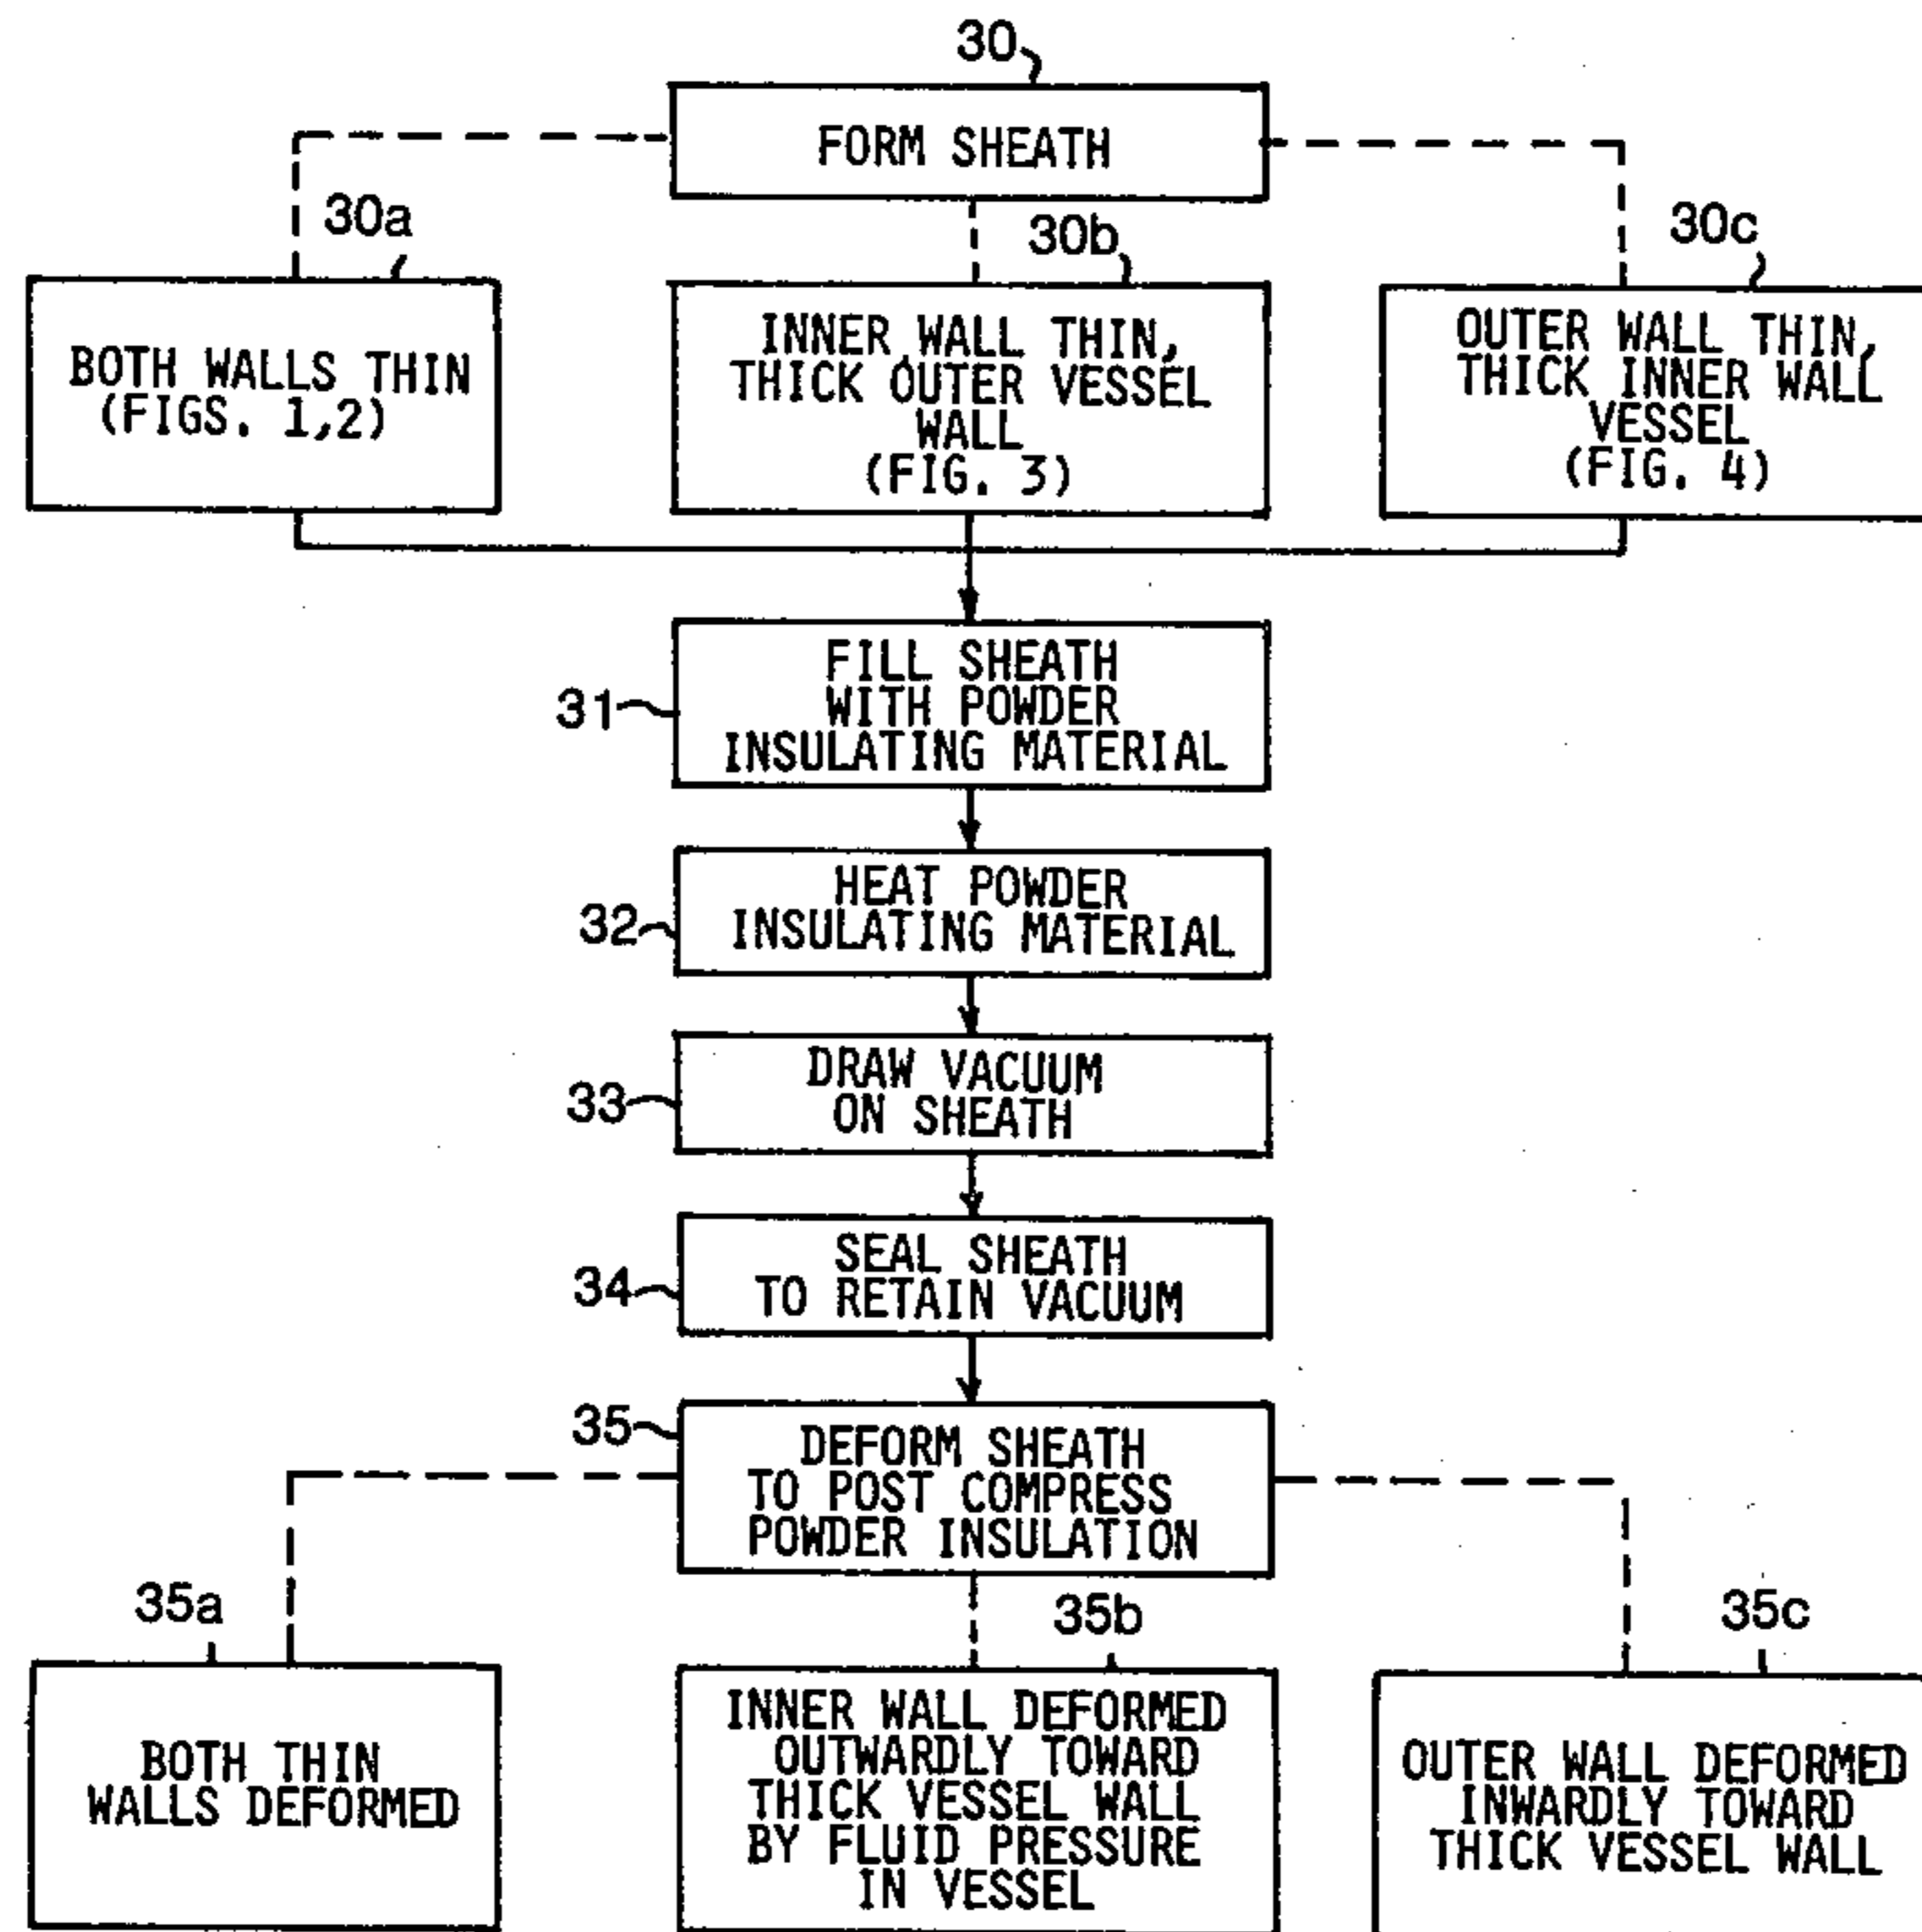 30
FORM SHEATH
30a
30b
30c
BOTH WALLS THIN
(FIGS. 1,2)
INNER WALL THIN,
THICK OUTER VESSEL
WALL
(FIG. 3)
OUTER WALL THIN,
THICK INNER WALL
VESSEL
(FIG. 4)
31
FILL SHEATH
WITH POWDER
INSULATING MATERIAL
32
HEAT POWDER
INSULATING MATERIAL
33
DRAW VACUUM
ON SHEATH
34
SEAL SHEATH
TO RETAIN VACUUM
35
DEFORM SHEATH
TO POST COMPRESS
POWDER INSULATION
35a
35b
35c
BOTH THIN
WALLS DEFORMED
INNER WALL DEFORMED
OUTWARDLY TOWARD
THICK VESSEL WALL
BY FLUID PRESSURE
IN VESSEL
OUTER WALL DEFORMED
INWARDLY TOWARD
THICK VESSEL WALL